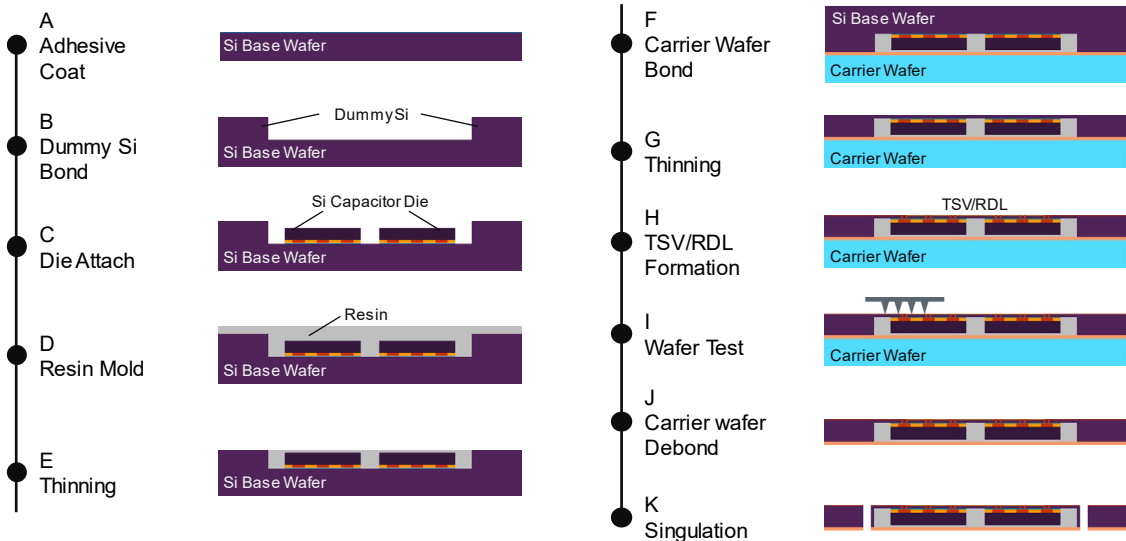 A
Adhesive
Coat
Si Base Wafer
B
Dummy Si
Bond
DummySi
Si Base Wafer
C
Die Attach
Si Capacitor Die
Si Base Wafer
D
Resin Mold
Resin
Si Base Wafer
E
Thinning
Si Base Wafer
F
Carrier Wafer
Bond
Si Base Wafer
Carrier Wafer
G
Thinning
Carrier Wafer
H
TSV/RDL
Formation
TSV/RDL
Carrier Wafer
I
Wafer Test
Carrier Wafer
J
Carrier wafer
Debond
K
Singulation